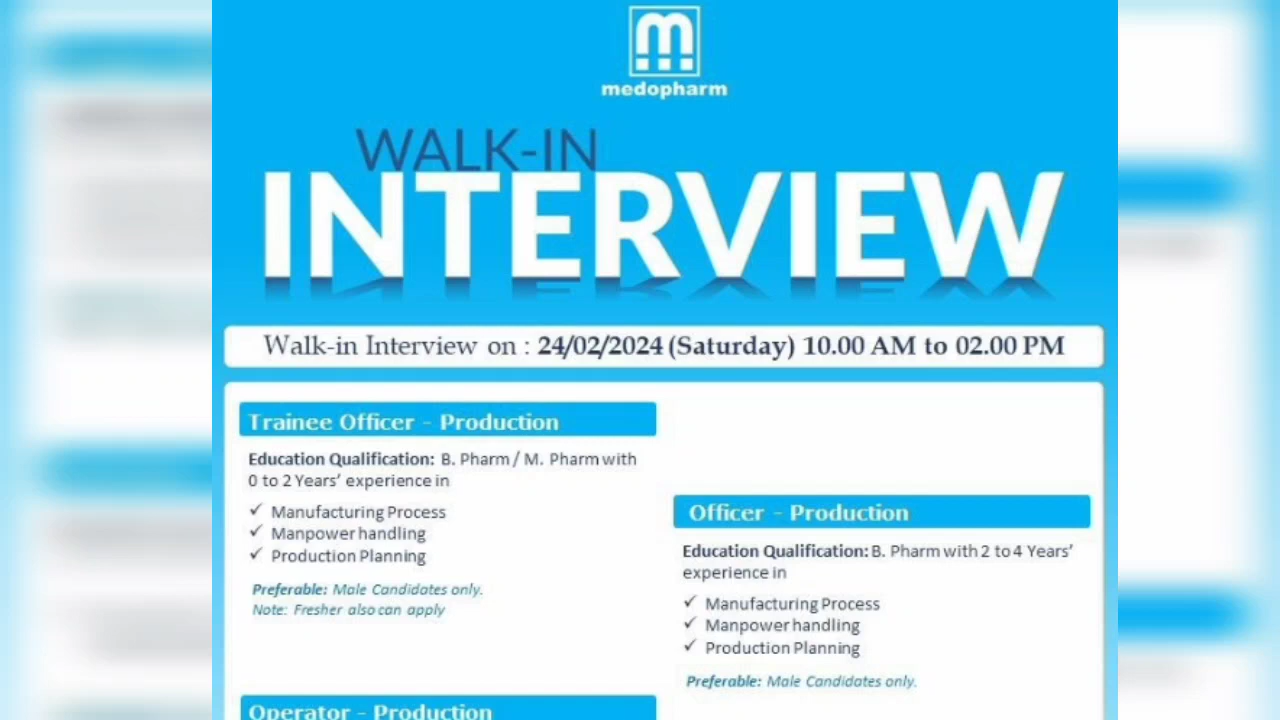 medopharm
WALK-IN
INTERVIEW
Walk-in Interview on : 24/02/2024 (Saturday) 10.00 AM to 02.00 PM
Trainee Officer - Production
Education Qualification: B. Pharm / M. Pharm with
0 to 2 Years' experience in
✓ Manufacturing Process
✓ Manpower handling
✓ Production Planning
Preferable: Male Candidates only.
Note: Fresher also can apply
Officer - Production
Education Qualification: B. Pharm with 2 to 4 Years'
experience in
✓ Manufacturing Process
✓ Manpower handling
✓ Production Planning
Preferable: Male Candidates only.
Operator - Production